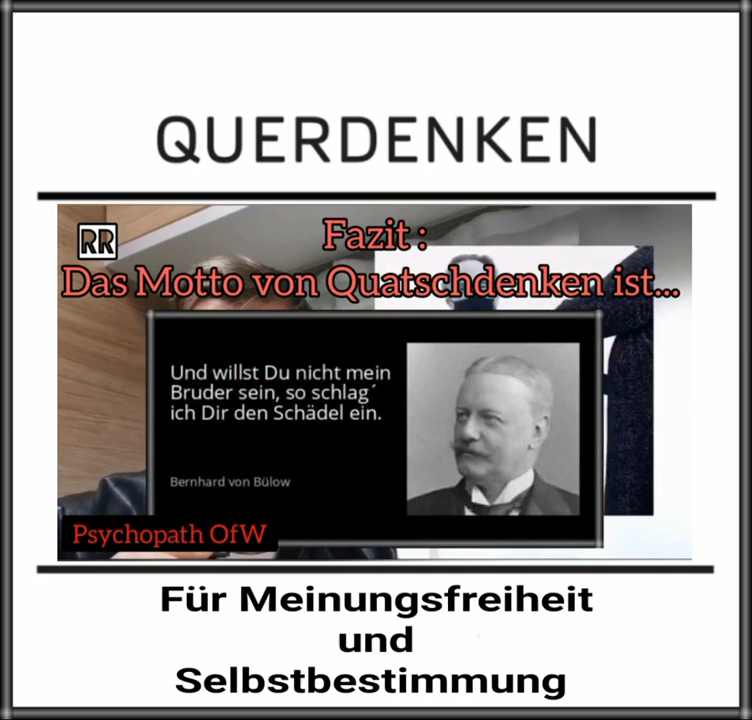 QUERDENKEN
RR
Fazit :
Das Motto von Quatschdenken ist...
Und willst Du nicht mein
Bruder sein, so schlag´
ich Dir den Schädel ein.
Bernhard von Bülow
Psychopath OfW
Für Meinungsfreiheit
und
Selbstbestimmung